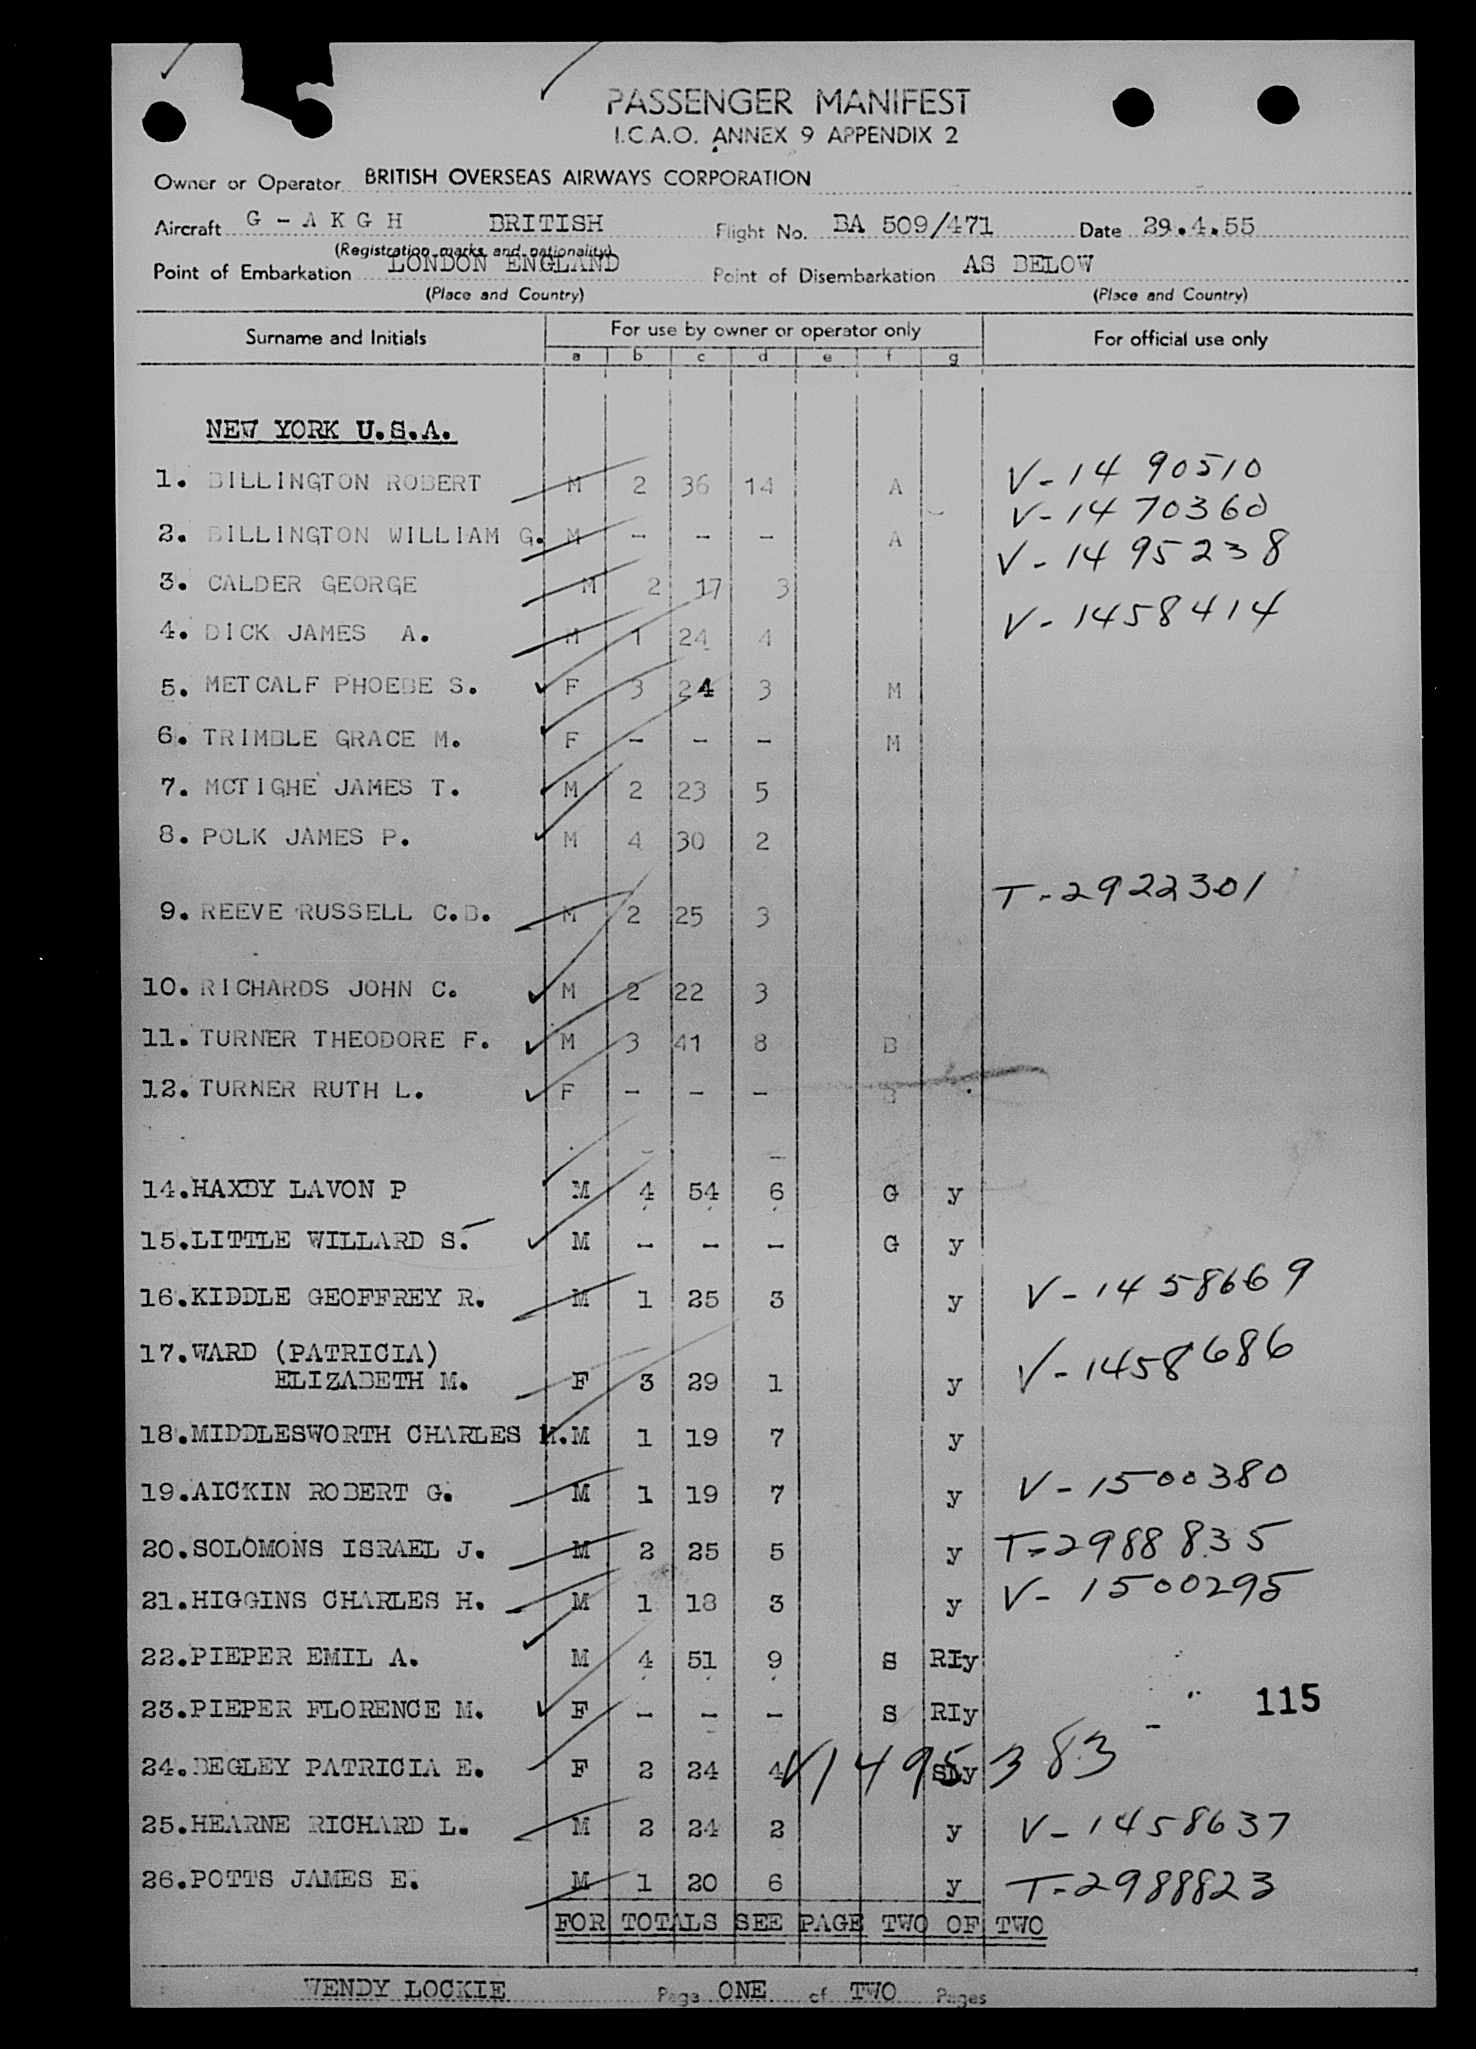 PASSENGER MANIFEST
I.C.A.O. ANNEX 9 APPENDIX 2
Owner or Operator BRITISH OVERSEAS AIRWAYS CORPORATION
Aircraft G - A K G H BRITISH Flight No. BA 509/471 Date 29.4.55
(Registration marks and nationality)
Point of Embarkation LONDON ENGLAND Point of Disembarkation AS BELOW
(Place and Country) (Place and Country)
Surname and Initials For use by owner or operator only For official use only
a b c d e f g
NEW YORK U.S.A.
1. BILLINGTON ROBERT M 2 36 14 A V-14 90510
2. BILLINGTON WILLIAM G. M - - - A V-14 70360
3. CALDER GEORGE M 2 17 3 V-14 95238
4. DICK JAMES A. M 1 24 4 V-1458414
5. METCALF PHOEBE S. F 3 24 3 M
6. TRIMBLE GRACE M. F - - - M
7. MCTIGHE JAMES T. M 2 23 5
8. POLK JAMES P. M 4 30 2
9. REEVE RUSSELL C.B. M 2 25 3 T-2922301
10. RICHARDS JOHN C. M 2 22 3
11. TURNER THEODORE F. M 3 41 8 B
12. TURNER RUTH L. F - - - B
14. HAXBY LAVON P M 4 54 6 G y
15. LITTLE WILLARD S. M - - - G y
16. KIDDLE GEOFFREY R. M 1 25 3 y V-1458669
17. WARD (PATRICIA)
ELIZABETH M. F 3 29 1 y V-1458686
18. MIDDLESWORTH CHARLES H. M 1 19 7 y
19. AICKIN ROBERT G. M 1 19 7 y V-1500380
20. SOLOMONS ISRAEL J. M 2 25 5 y T-2988835
21. HIGGINS CHARLES H. M 1 18 3 y V-1500295
22. PIEPER EMIL A. M 4 51 9 S RIy
23. PIEPER FLORENCE M. F - - - S RIy
115
24. BEGLEY PATRICIA E. F 2 24 4 V1495383
25. HEARNE RICHARD L. M 2 24 2 y V-1458637
26. POTTS JAMES E. M 1 20 6 y T-2988823
FOR TOTALS SEE PAGE TWO OF TWO
WENDY LOCKIE Page ONE of TWO Pages